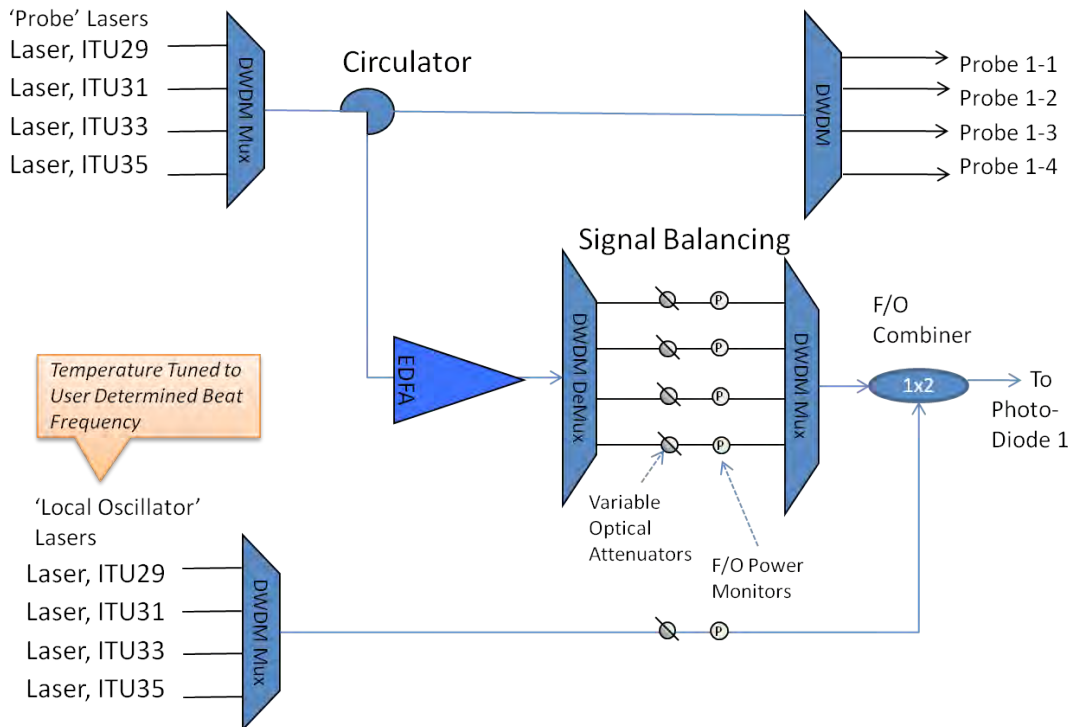 'Probe' Lasers
Laser, ITU29
Laser, ITU31
Laser, ITU33
Laser, ITU35
DWDM Mux
Circulator
DWDM
Probe 1-1
Probe 1-2
Probe 1-3
Probe 1-4
Signal Balancing
EDFA
DWDM DeMux
P
P
P
P
DWDM Mux
F/O
Combiner
1x2
To
Photo-
Diode 1
Variable
Optical
Attenuators
F/O Power
Monitors
Temperature Tuned to
User Determined Beat
Frequency
'Local Oscillator'
Lasers
Laser, ITU29
Laser, ITU31
Laser, ITU33
Laser, ITU35
DWDM Mux
P